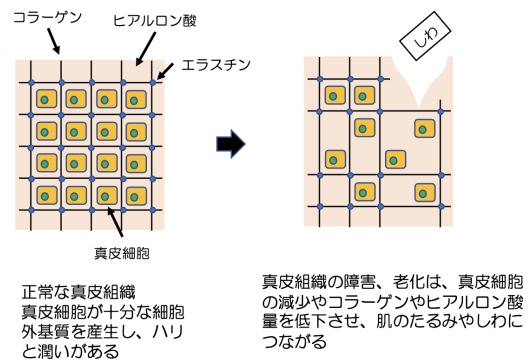 コラーゲン
ヒアルロン酸
エラスチン
しわ
真皮細胞
正常な真皮組織
真皮細胞が十分な細胞
外基質を産生し、ハリ
と潤いがある
真皮組織の障害、老化は、真皮細胞
の減少やコラーゲンやヒアルロン酸
量を低下させ、肌のたるみやしわに
つながる